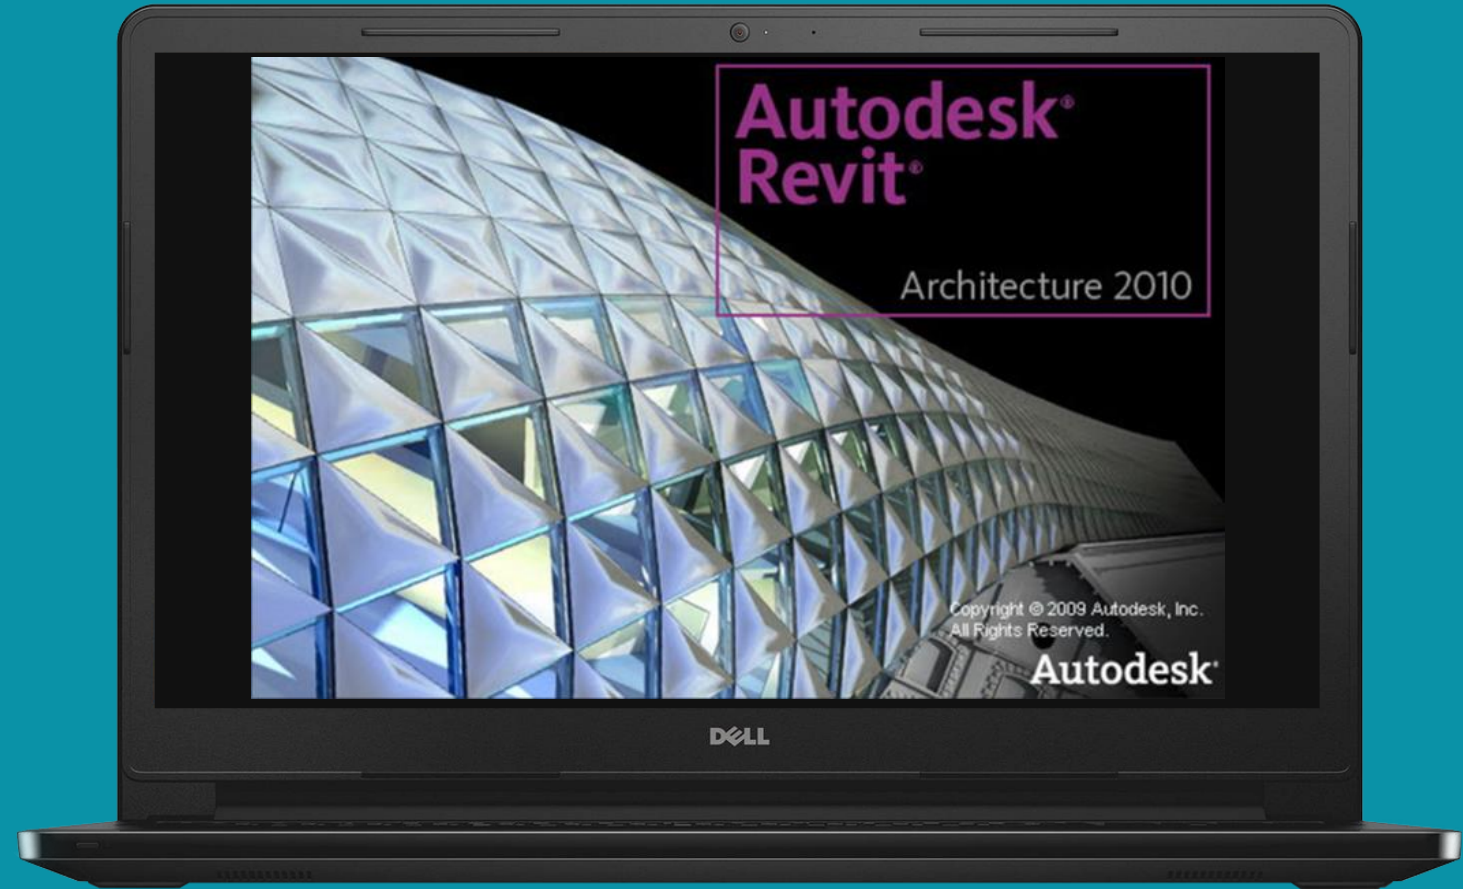 Autodesk®
Revit®
Architecture 2010
Copyright © 2009 Autodesk, Inc.
All Rights Reserved.
Autodesk®
DELL